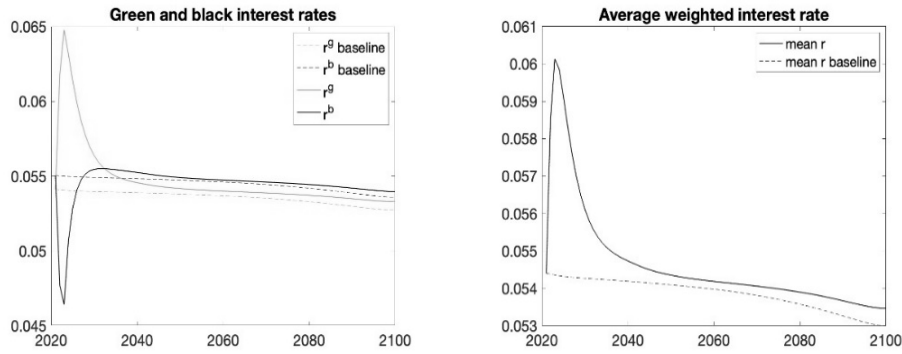 Green and black interest rates
0.065
0.06
0.055
0.05
0.045
2020 2040 2060 2080 2100
r^g baseline
r^b baseline
r^g
r^b
Average weighted interest rate
0.061
0.06
0.059
0.058
0.057
0.056
0.055
0.054
0.053
2020 2040 2060 2080 2100
mean r
mean r baseline